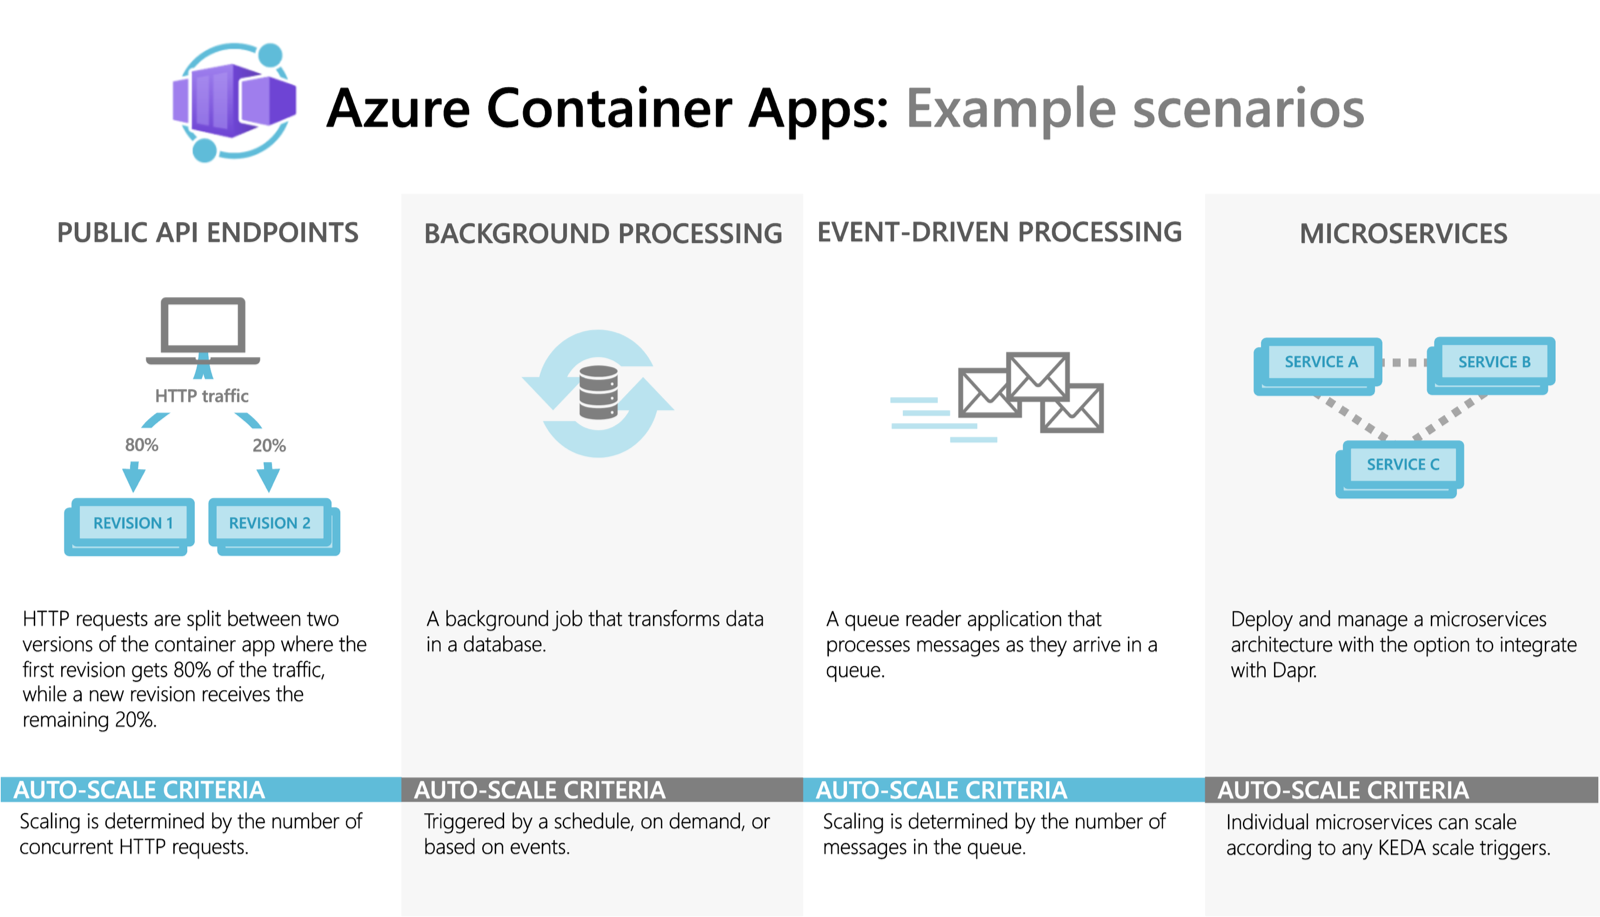 Azure Container Apps: Example scenarios
PUBLIC API ENDPOINTS
HTTP traffic
80%
20%
REVISION 1
REVISION 2
HTTP requests are split between two
versions of the container app where the
first revision gets 80% of the traffic,
while a new revision receives the
remaining 20%.
AUTO-SCALE CRITERIA
Scaling is determined by the number of
concurrent HTTP requests.
BACKGROUND PROCESSING
A background job that transforms data
in a database.
AUTO-SCALE CRITERIA
Triggered by a schedule, on demand, or
based on events.
EVENT-DRIVEN PROCESSING
A queue reader application that
processes messages as they arrive in a
queue.
AUTO-SCALE CRITERIA
Scaling is determined by the number of
messages in the queue.
MICROSERVICES
SERVICE A
SERVICE B
SERVICE C
Deploy and manage a microservices
architecture with the option to integrate
with Dapr.
AUTO-SCALE CRITERIA
Individual microservices can scale
according to any KEDA scale triggers.